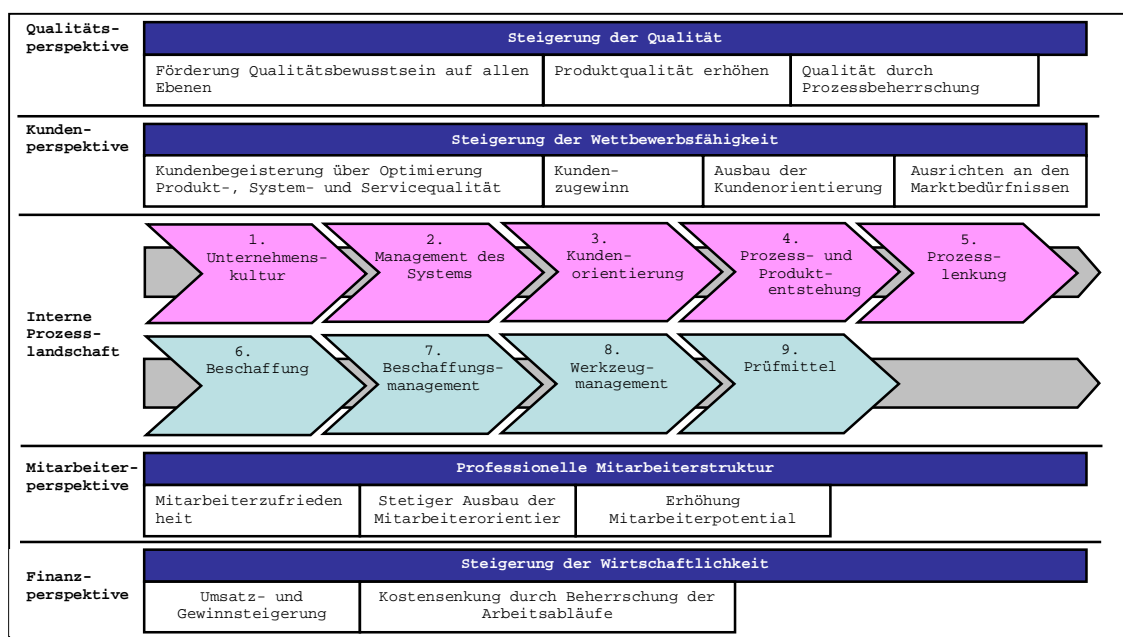 Qualitäts-
perspektive
Steigerung der Qualität
Förderung Qualitätsbewusstsein auf allen
Ebenen
Produktqualität erhöhen
Qualität durch
Prozessbeherrschung
Kunden-
perspektive
Steigerung der Wettbewerbsfähigkeit
Kundenbegeisterung über Optimierung
Produkt-, System- und Servicequalität
Kunden-
zugewinn
Ausbau der
Kundenorientierung
Ausrichten an den
Marktbedürfnissen
Interne
Prozess-
landschaft
1.
Unternehmens-
kultur
2.
Management des
Systems
3.
Kunden-
orientierung
4.
Prozess- und
Produkt-
entstehung
5.
Prozess-
lenkung
6.
Beschaffung
7.
Beschaffungs-
management
8.
Werkzeug-
management
9.
Prüfmittel
Mitarbeiter-
perspektive
Professionelle Mitarbeiterstruktur
Mitarbeiterzufrieden
heit
Stetiger Ausbau der
Mitarbeiterorientier
Erhöhung
Mitarbeiterpotential
Finanz-
perspektive
Steigerung der Wirtschaftlichkeit
Umsatz- und
Gewinnsteigerung
Kostensenkung durch Beherrschung der
Arbeitsabläufe